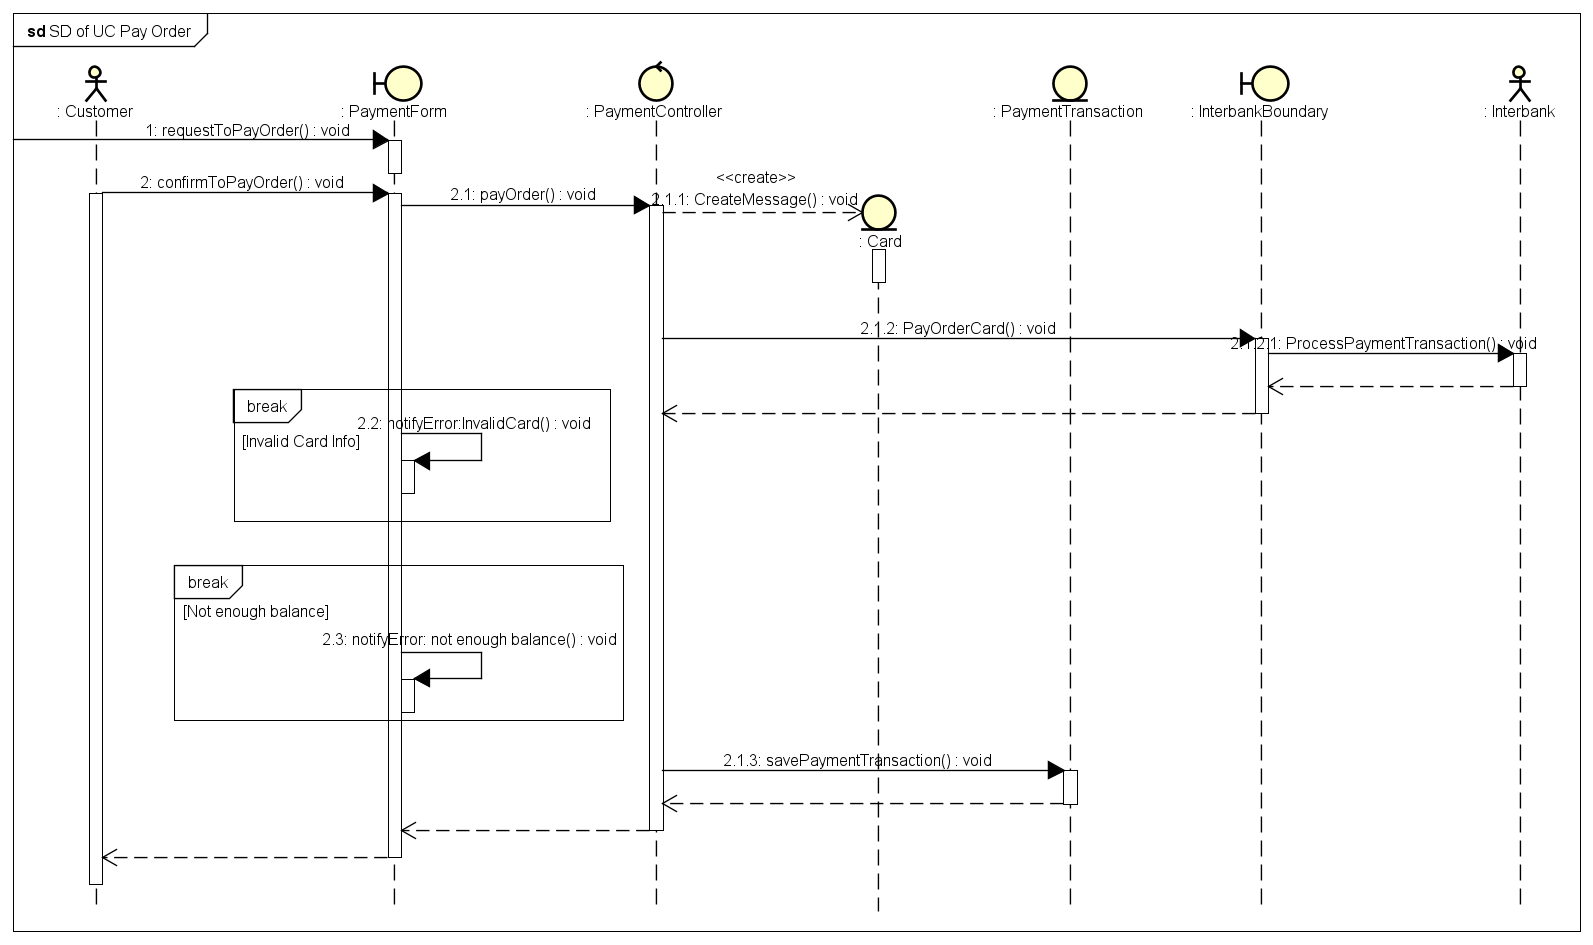 sd SD of UC Pay Order
: Customer
: PaymentForm
: PaymentController
: PaymentTransaction
: InterbankBoundary
: Interbank
1: requestToPayOrder() : void
2: confirmToPayOrder() : void
2.1: payOrder() : void
<<create>>
2.1.1: CreateMessage() : void
: Card
2.1.2: PayOrderCard() : void
2.1.2.1: ProcessPaymentTransaction() : void
break
[Invalid Card Info]
2.2: notifyError:InvalidCard() : void
break
[Not enough balance]
2.3: notifyError: not enough balance() : void
2.1.3: savePaymentTransaction() : void